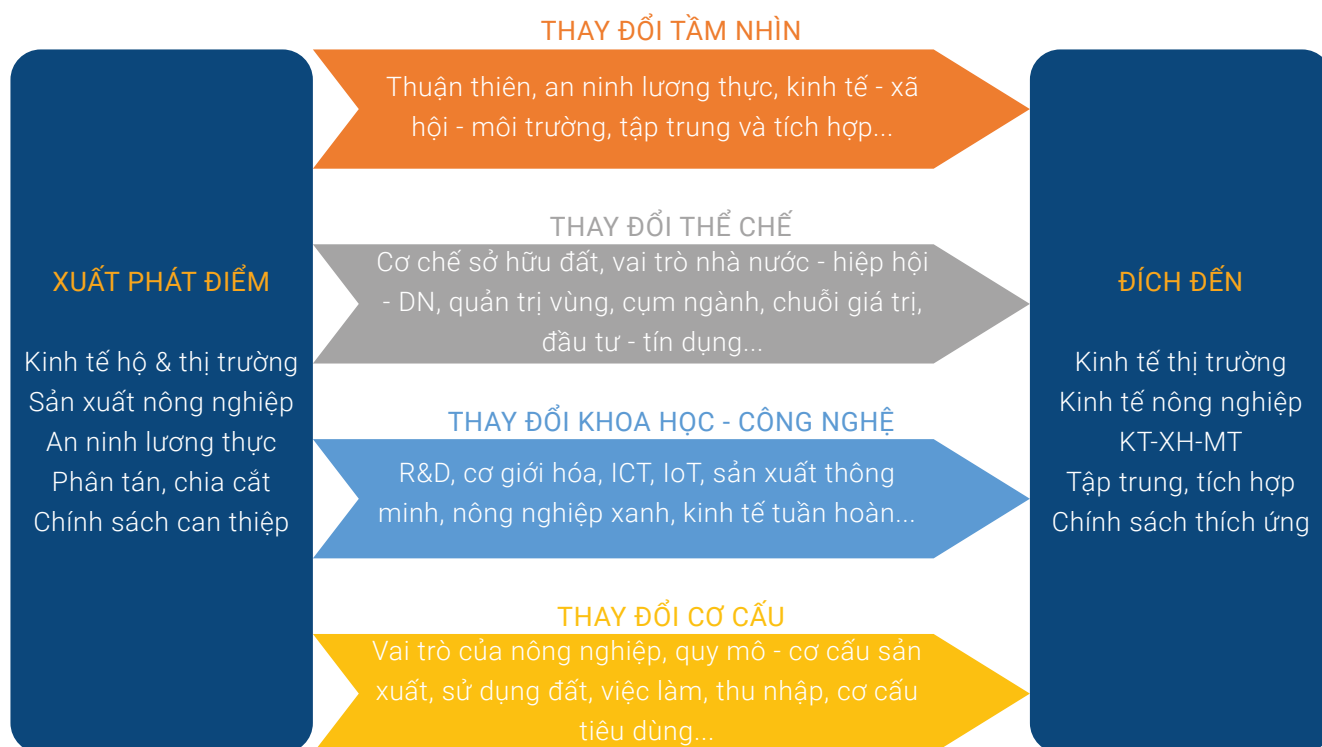 XUẤT PHÁT ĐIỂM
Kinh tế hộ & thị trường
Sản xuất nông nghiệp
An ninh lương thực
Phân tán, chia cắt
Chính sách can thiệp
THAY ĐỔI TẦM NHÌN
Thuận thiên, an ninh lương thực, kinh tế - xã
hội - môi trường, tập trung và tích hợp...
THAY ĐỔI THỂ CHẾ
Cơ chế sở hữu đất, vai trò nhà nước - hiệp hội
- DN, quản trị vùng, cụm ngành, chuỗi giá trị,
đầu tư - tín dụng...
THAY ĐỔI KHOA HỌC - CÔNG NGHỆ
R&D, cơ giới hóa, ICT, IoT, sản xuất thông
minh, nông nghiệp xanh, kinh tế tuần hoàn...
THAY ĐỔI CƠ CẤU
Vai trò của nông nghiệp, quy mô - cơ cấu sản
xuất, sử dụng đất, việc làm, thu nhập, cơ cấu
tiêu dùng...
ĐÍCH ĐẾN
Kinh tế thị trường
Kinh tế nông nghiệp
KT-XH-MT
Tập trung, tích hợp
Chính sách thích ứng